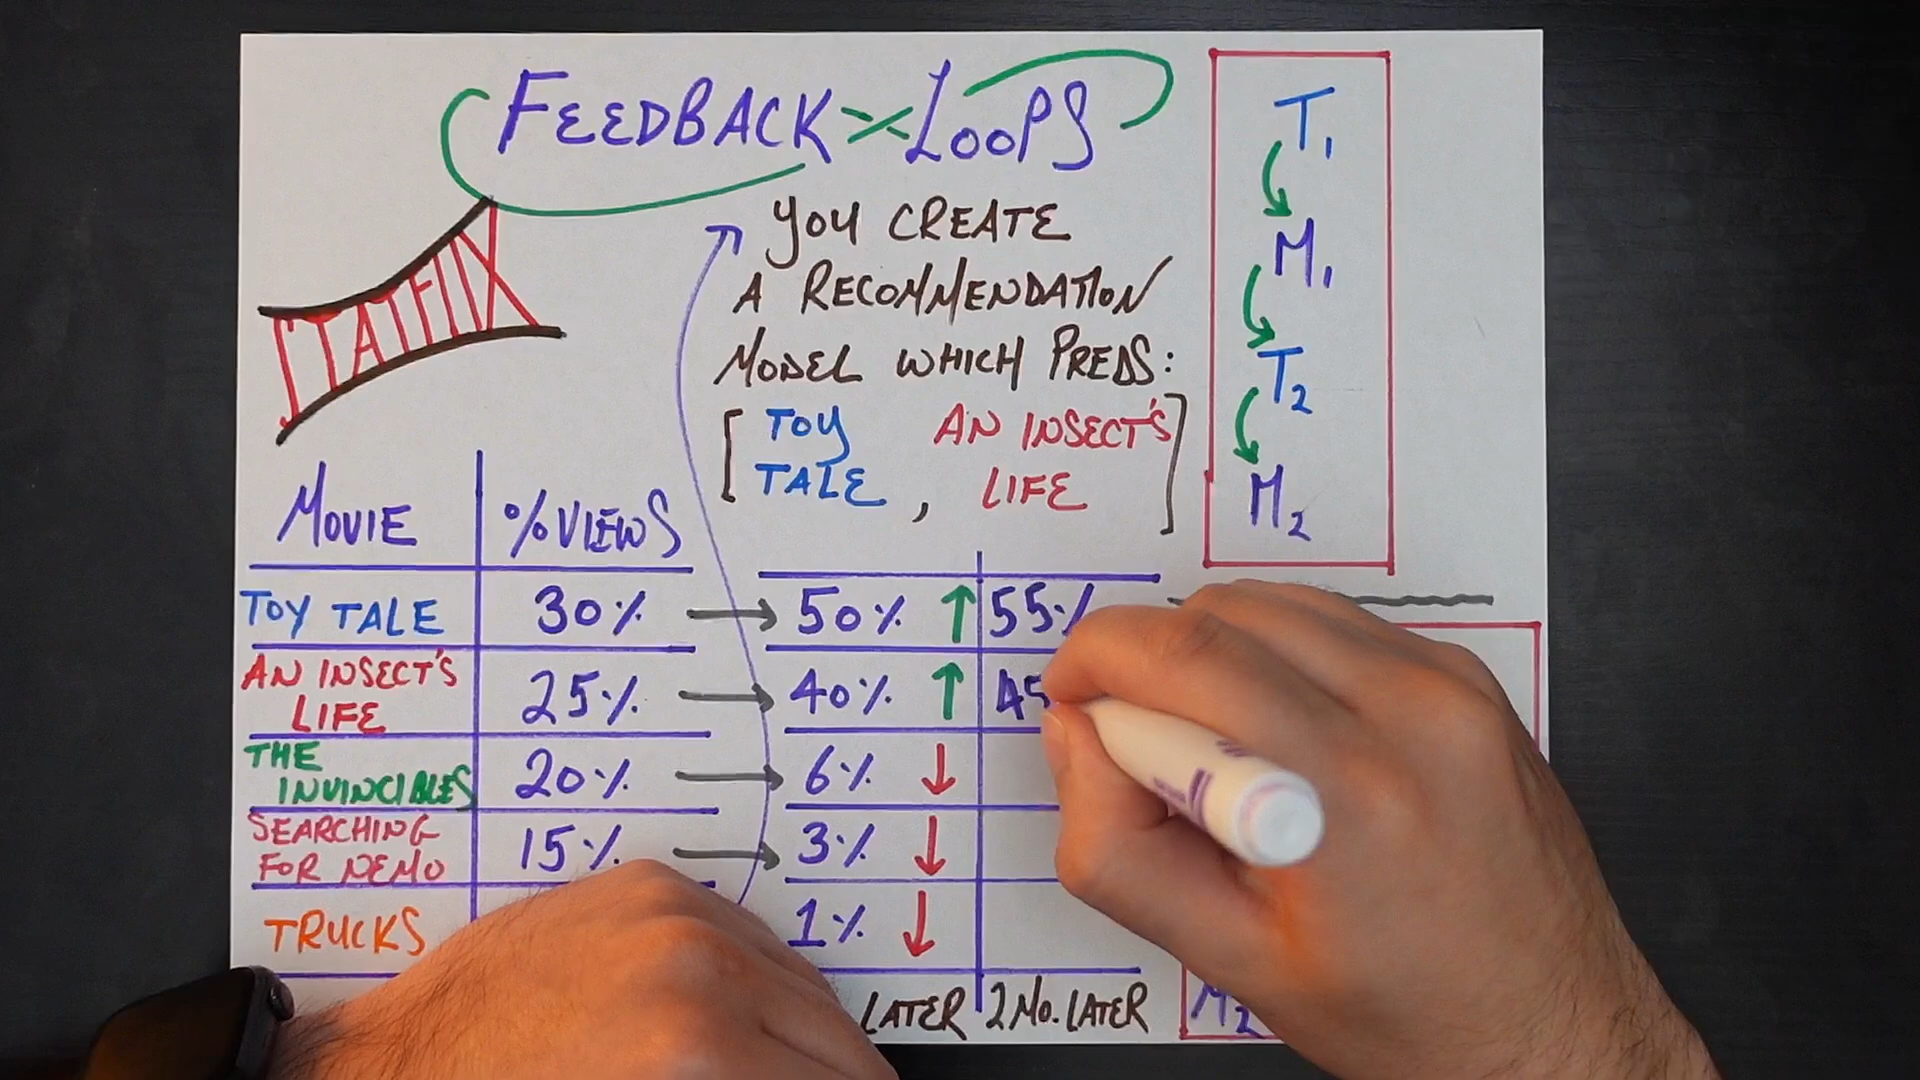 FEEDBACK LOOPS
STATFLIX
YOU CREATE
A RECOMMENDATION
MODEL WHICH PREDS:
[TOY TALE, AN INSECT'S LIFE]
T1
M1
T2
M2
MOVIE %VIEWS
TOY TALE 30% 50% 55%
AN INSECT'S LIFE 25% 40% 45
THE INVINCIBLES 20% 6%
SEARCHING FOR NEMO 15% 3%
TRUCKS 1%
LATER 2 MO. LATER
M2